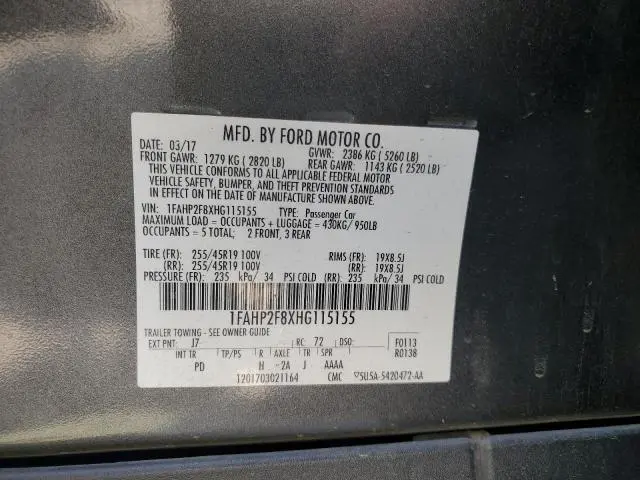 MFD. BY FORD MOTOR CO.
DATE: 03/17 GVWR: 2386 KG ( 5260 LB)
FRONT GAWR: 1279 KG ( 2820 LB) REAR GAWR: 1143 KG ( 2520 LB)
THIS VEHICLE CONFORMS TO ALL APPLICABLE FEDERAL MOTOR
VEHICLE SAFETY, BUMPER, AND THEFT PREVENTION STANDARDS
IN EFFECT ON THE DATE OF MANUFACTURE SHOWN ABOVE.
VIN: 1FAHP2F8XHG115155 TYPE: Passenger Car
MAXIMUM LOAD = OCCUPANTS + LUGGAGE = 430KG/ 950LB
OCCUPANTS = 5 TOTAL: 2 FRONT, 3 REAR
TIRE (FR): 255/45R19 100V RIMS (FR): 19X8.5J
(RR): 255/45R19 100V (RR): 19X8.5J
PRESSURE (FR): 235 kPa/ 34 PSI COLD (RR): 235 kPa/ 34 PSI COLD
1FAHP2F8XHG115155
TRAILER TOWING - SEE OWNER GUIDE
EXT PNT: J7 RC: 72 DSO: F0113
INT TR TP/PS R AXLE TR SPR R0138
PD H 2A J AAAA
1201703021164 CMC 5U5A-5420472-AA